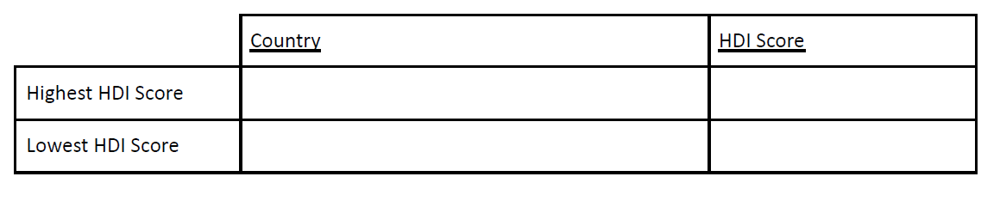 Country HDI Score
Highest HDI Score
Lowest HDI Score